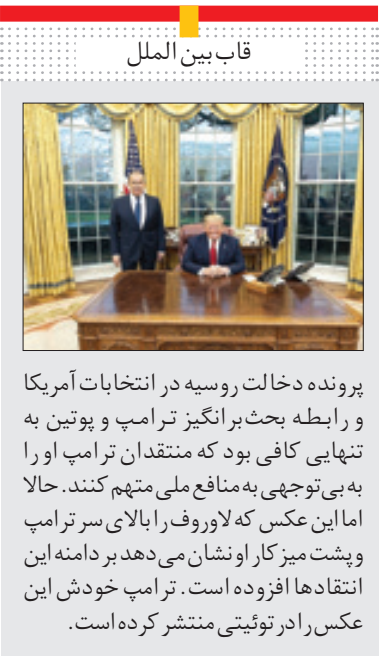 قاب بین الملل
پرونده دخالت روسیه در انتخابات آمریکا
و رابطه بحث‌برانگیز ترامپ و پوتین به
تنهایی کافی بود که منتقدان ترامپ او را
به بی‌توجهی به منافع ملی متهم کنند. حالا
اما این عکس که لاوروف را بالای سر ترامپ
و پشت میز کار او نشان می‌دهد بر دامنه این
انتقادها افزوده است. ترامپ خودش این
عکس را در توئیتی منتشر کرده است.